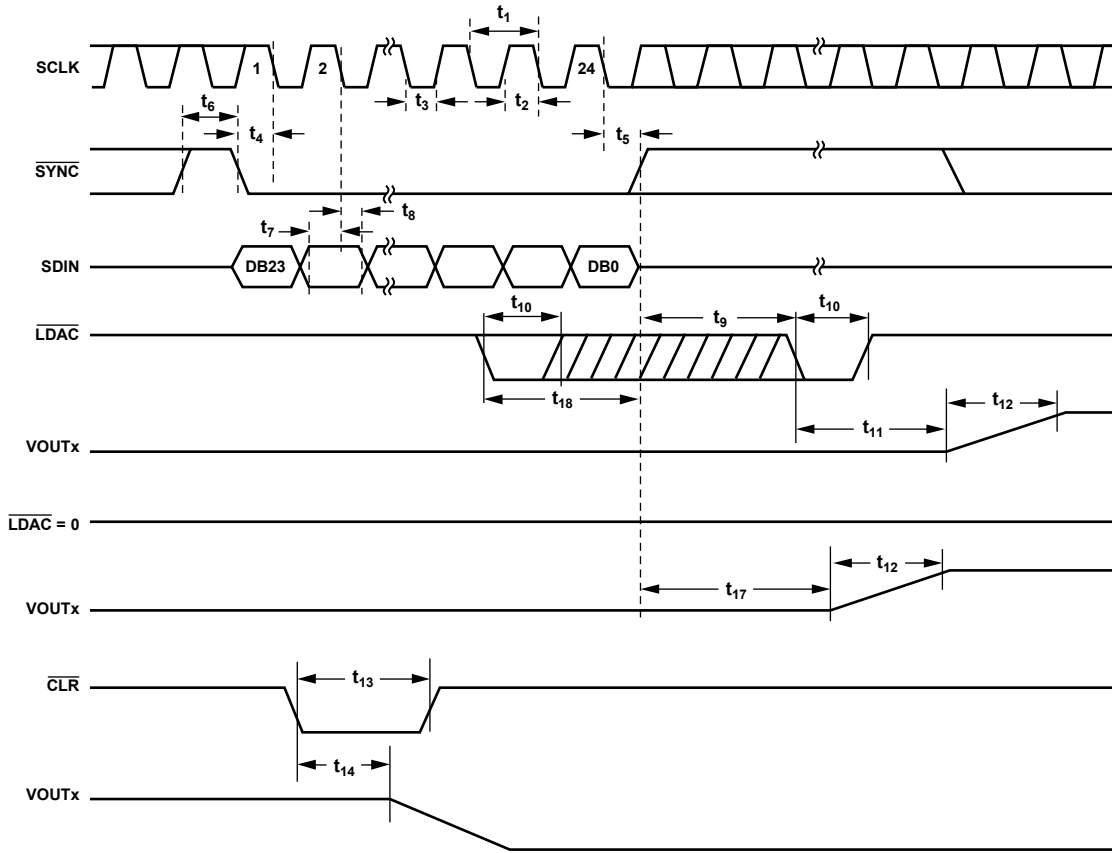 t1
SCLK
1
2
24
t3
t2
t6
t4
t5
SYNC
t8
t7
SDIN
DB23
DB0
t10
t9
t10
LDAC
t18
t12
t11
VOUTx
LDAC = 0
t12
t17
VOUTx
t13
CLR
t14
VOUTx